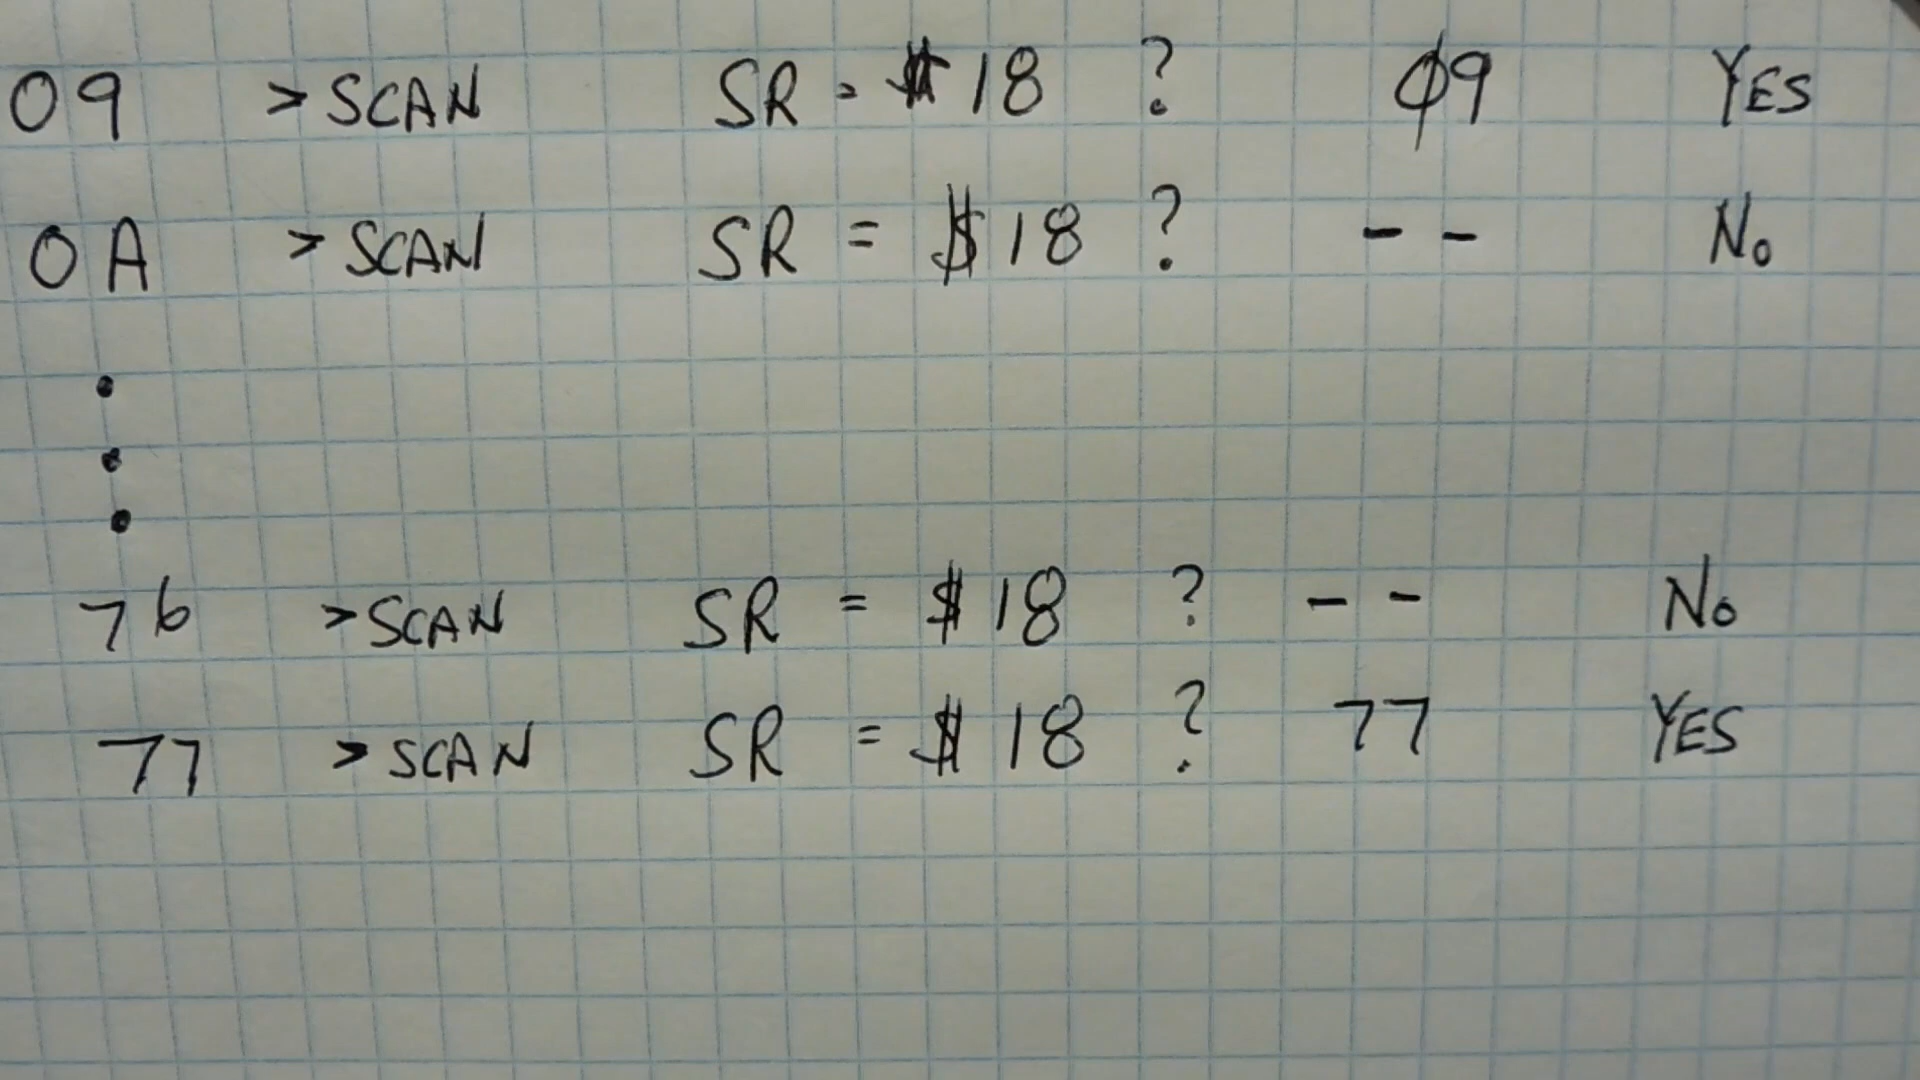 09 > SCAN SR = $18 ? 09 YES
0A > SCAN SR = $18 ? -- No
76 > SCAN SR = $18 ? -- No
77 > SCAN SR = $18 ? 77 YES